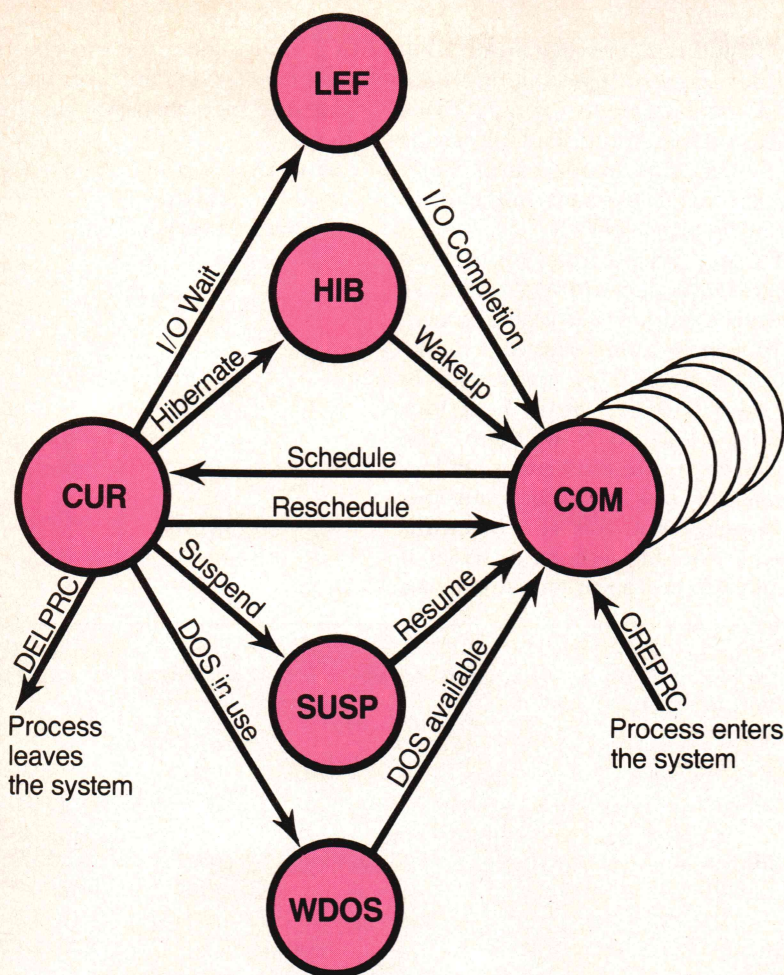 LEF
I/O Wait
I/O Completion
HIB
Hibernate
Wakeup
CUR
Schedule
Reschedule
COM
Suspend
Resume
DELPRC
DOS in use
SUSP
DOS available
CREPRC
Process
leaves
the system
Process enters
the system
WDOS